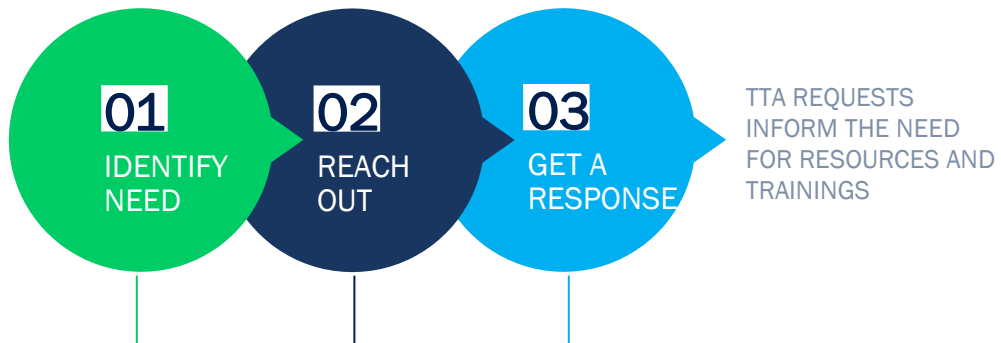 01
IDENTIFY
NEED
02
REACH
OUT
03
GET A
RESPONSE
TTA REQUESTS
INFORM THE NEED
FOR RESOURCES AND
TRAININGS